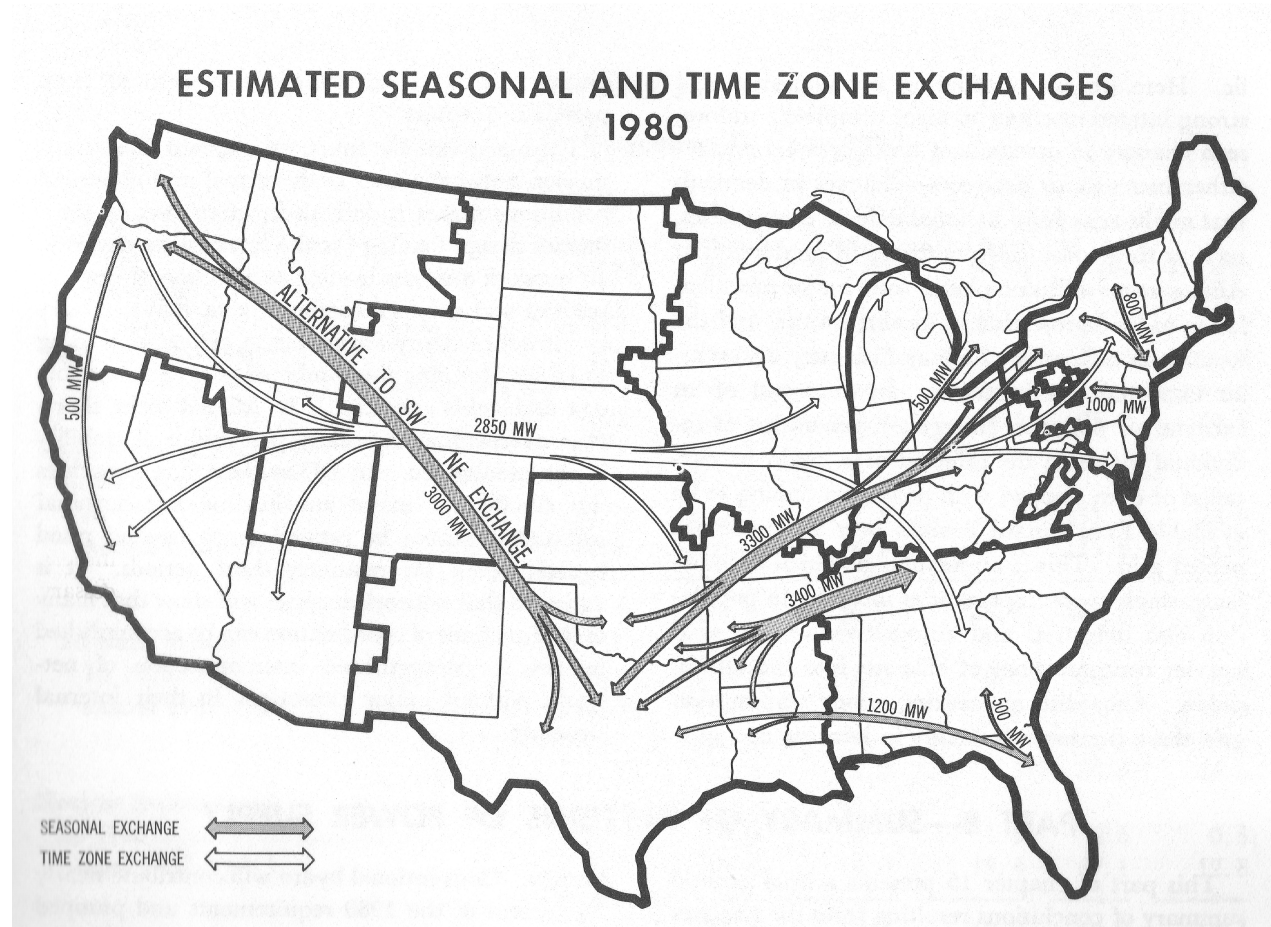 ESTIMATED SEASONAL AND TIME ZONE EXCHANGES
1980
ALTERNATIVE TO SW - NE EXCHANGE
3000 MW
2850 MW
500 MW
500 MW
800 MW
1000 MW
3300 MW
3400 MW
1200 MW
500 MW
SEASONAL EXCHANGE
TIME ZONE EXCHANGE